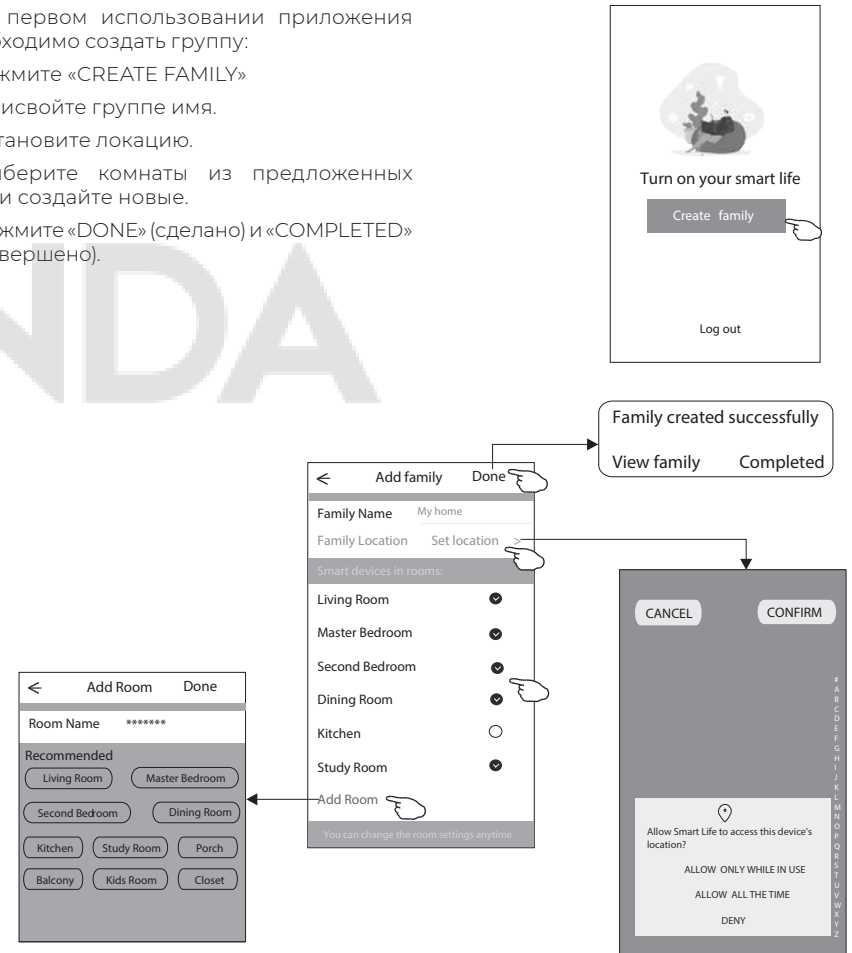 первом использовании приложения
ходимо создать группу:
жмите «CREATE FAMILY»
исвойте группе имя.
тановите локацию.
берите комнаты из предложенных
и создайте новые.
жмите «DONE» (сделано) и «COMPLETED»
вершено).
NDA
Turn on your smart life
Create family
Log out
Family created successfully
View family Completed
Add family Done
Family Name My home
Family Location Set location >
Smart devices in rooms:
Living Room
Master Bedroom
Second Bedroom
Dining Room
Kitchen
Study Room
Add Room
You can change the room settings anytime
Add Room Done
Room Name *******
Recommended
Living Room Master Bedroom
Second Bedroom Dining Room
Kitchen Study Room Porch
Balcony Kids Room Closet
CANCEL CONFIRM
#
A
B
C
D
E
F
G
H
I
J
K
L
M
N
O
P
Q
R
S
T
U
V
W
X
Y
Z
Allow Smart Life to access this device's
location?
ALLOW ONLY WHILE IN USE
ALLOW ALL THE TIME
DENY